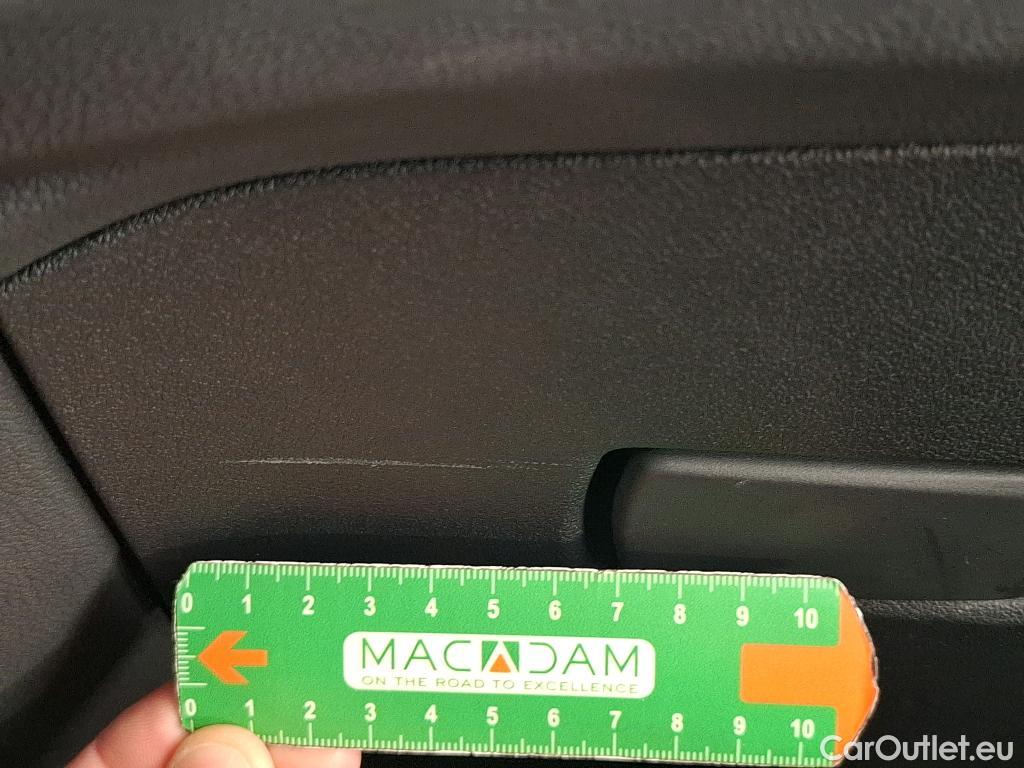 0 1 2 3 4 5 6 7 8 9 10
MACADAM
ON THE ROAD TO EXCELLENCE
0 1 2 3 4 5 6 7 8 9 10
CarOutlet.eu